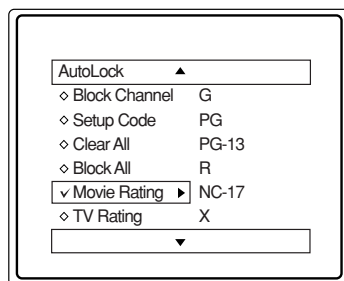 AutoLock
Block Channel G
Setup Code PG
Clear All PG-13
Block All R
Movie Rating NC-17
TV Rating X